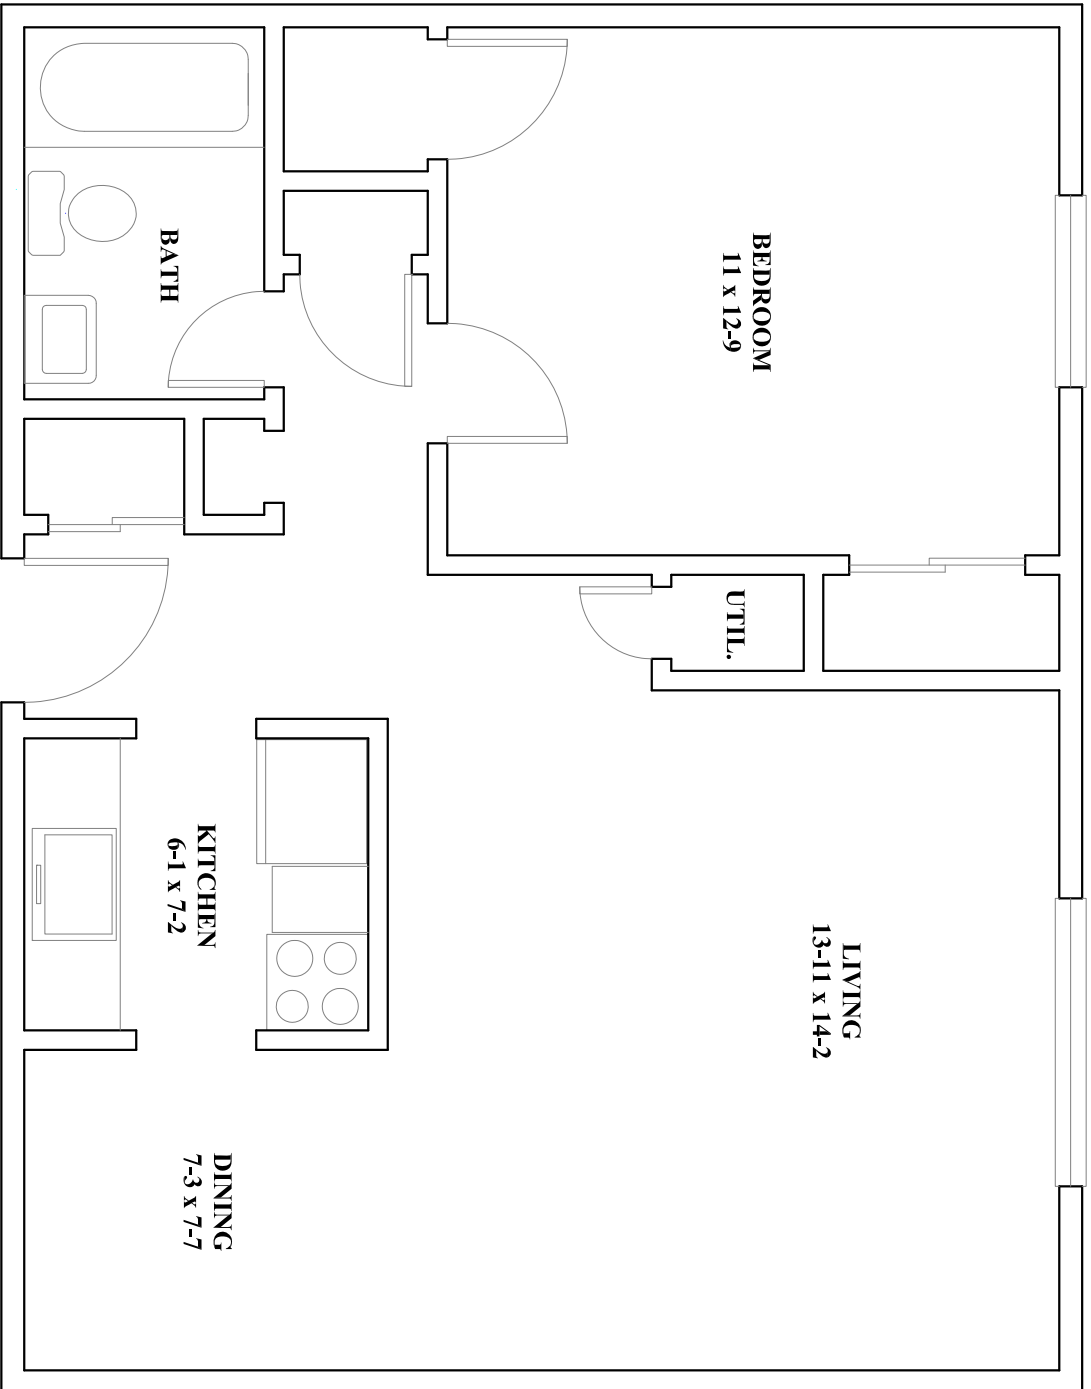 BEDROOM
11 x 12-9
BATH
UTIL.
LIVING
13-11 x 14-2
KITCHEN
6-1 x 7-2
DINING
7-3 x 7-7